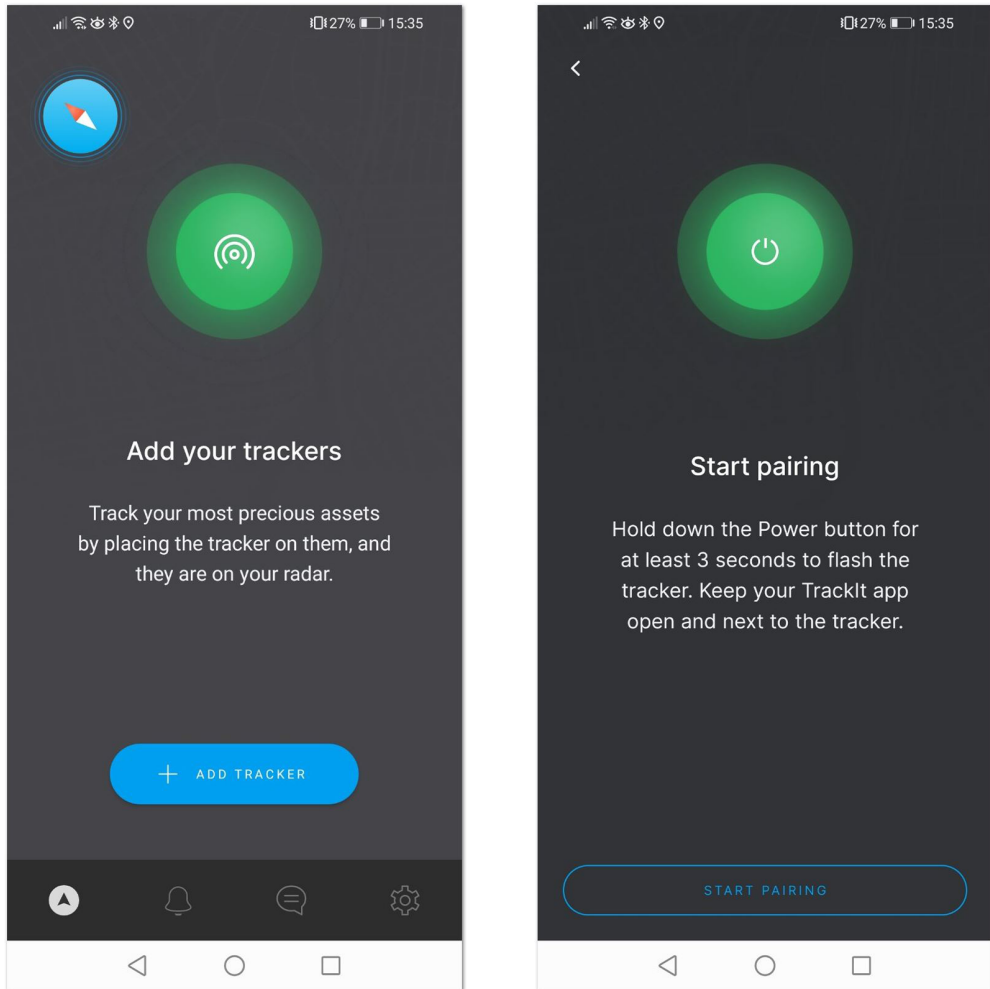 27% 15:35
Add your trackers
Track your most precious assets
by placing the tracker on them, and
they are on your radar.
ADD TRACKER
27% 15:35
Start pairing
Hold down the Power button for
at least 3 seconds to flash the
tracker. Keep your TrackIt app
open and next to the tracker.
START PAIRING